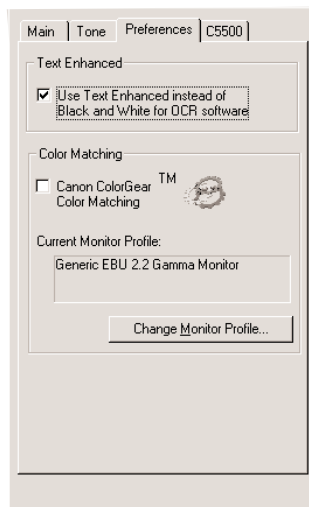 Main Tone Preferences C5500
Text Enhanced
Use Text Enhanced instead of
Black and White for OCR software
Color Matching
Canon ColorGear TM
Color Matching
Current Monitor Profile:
Generic EBU 2.2 Gamma Monitor
Change Monitor Profile...